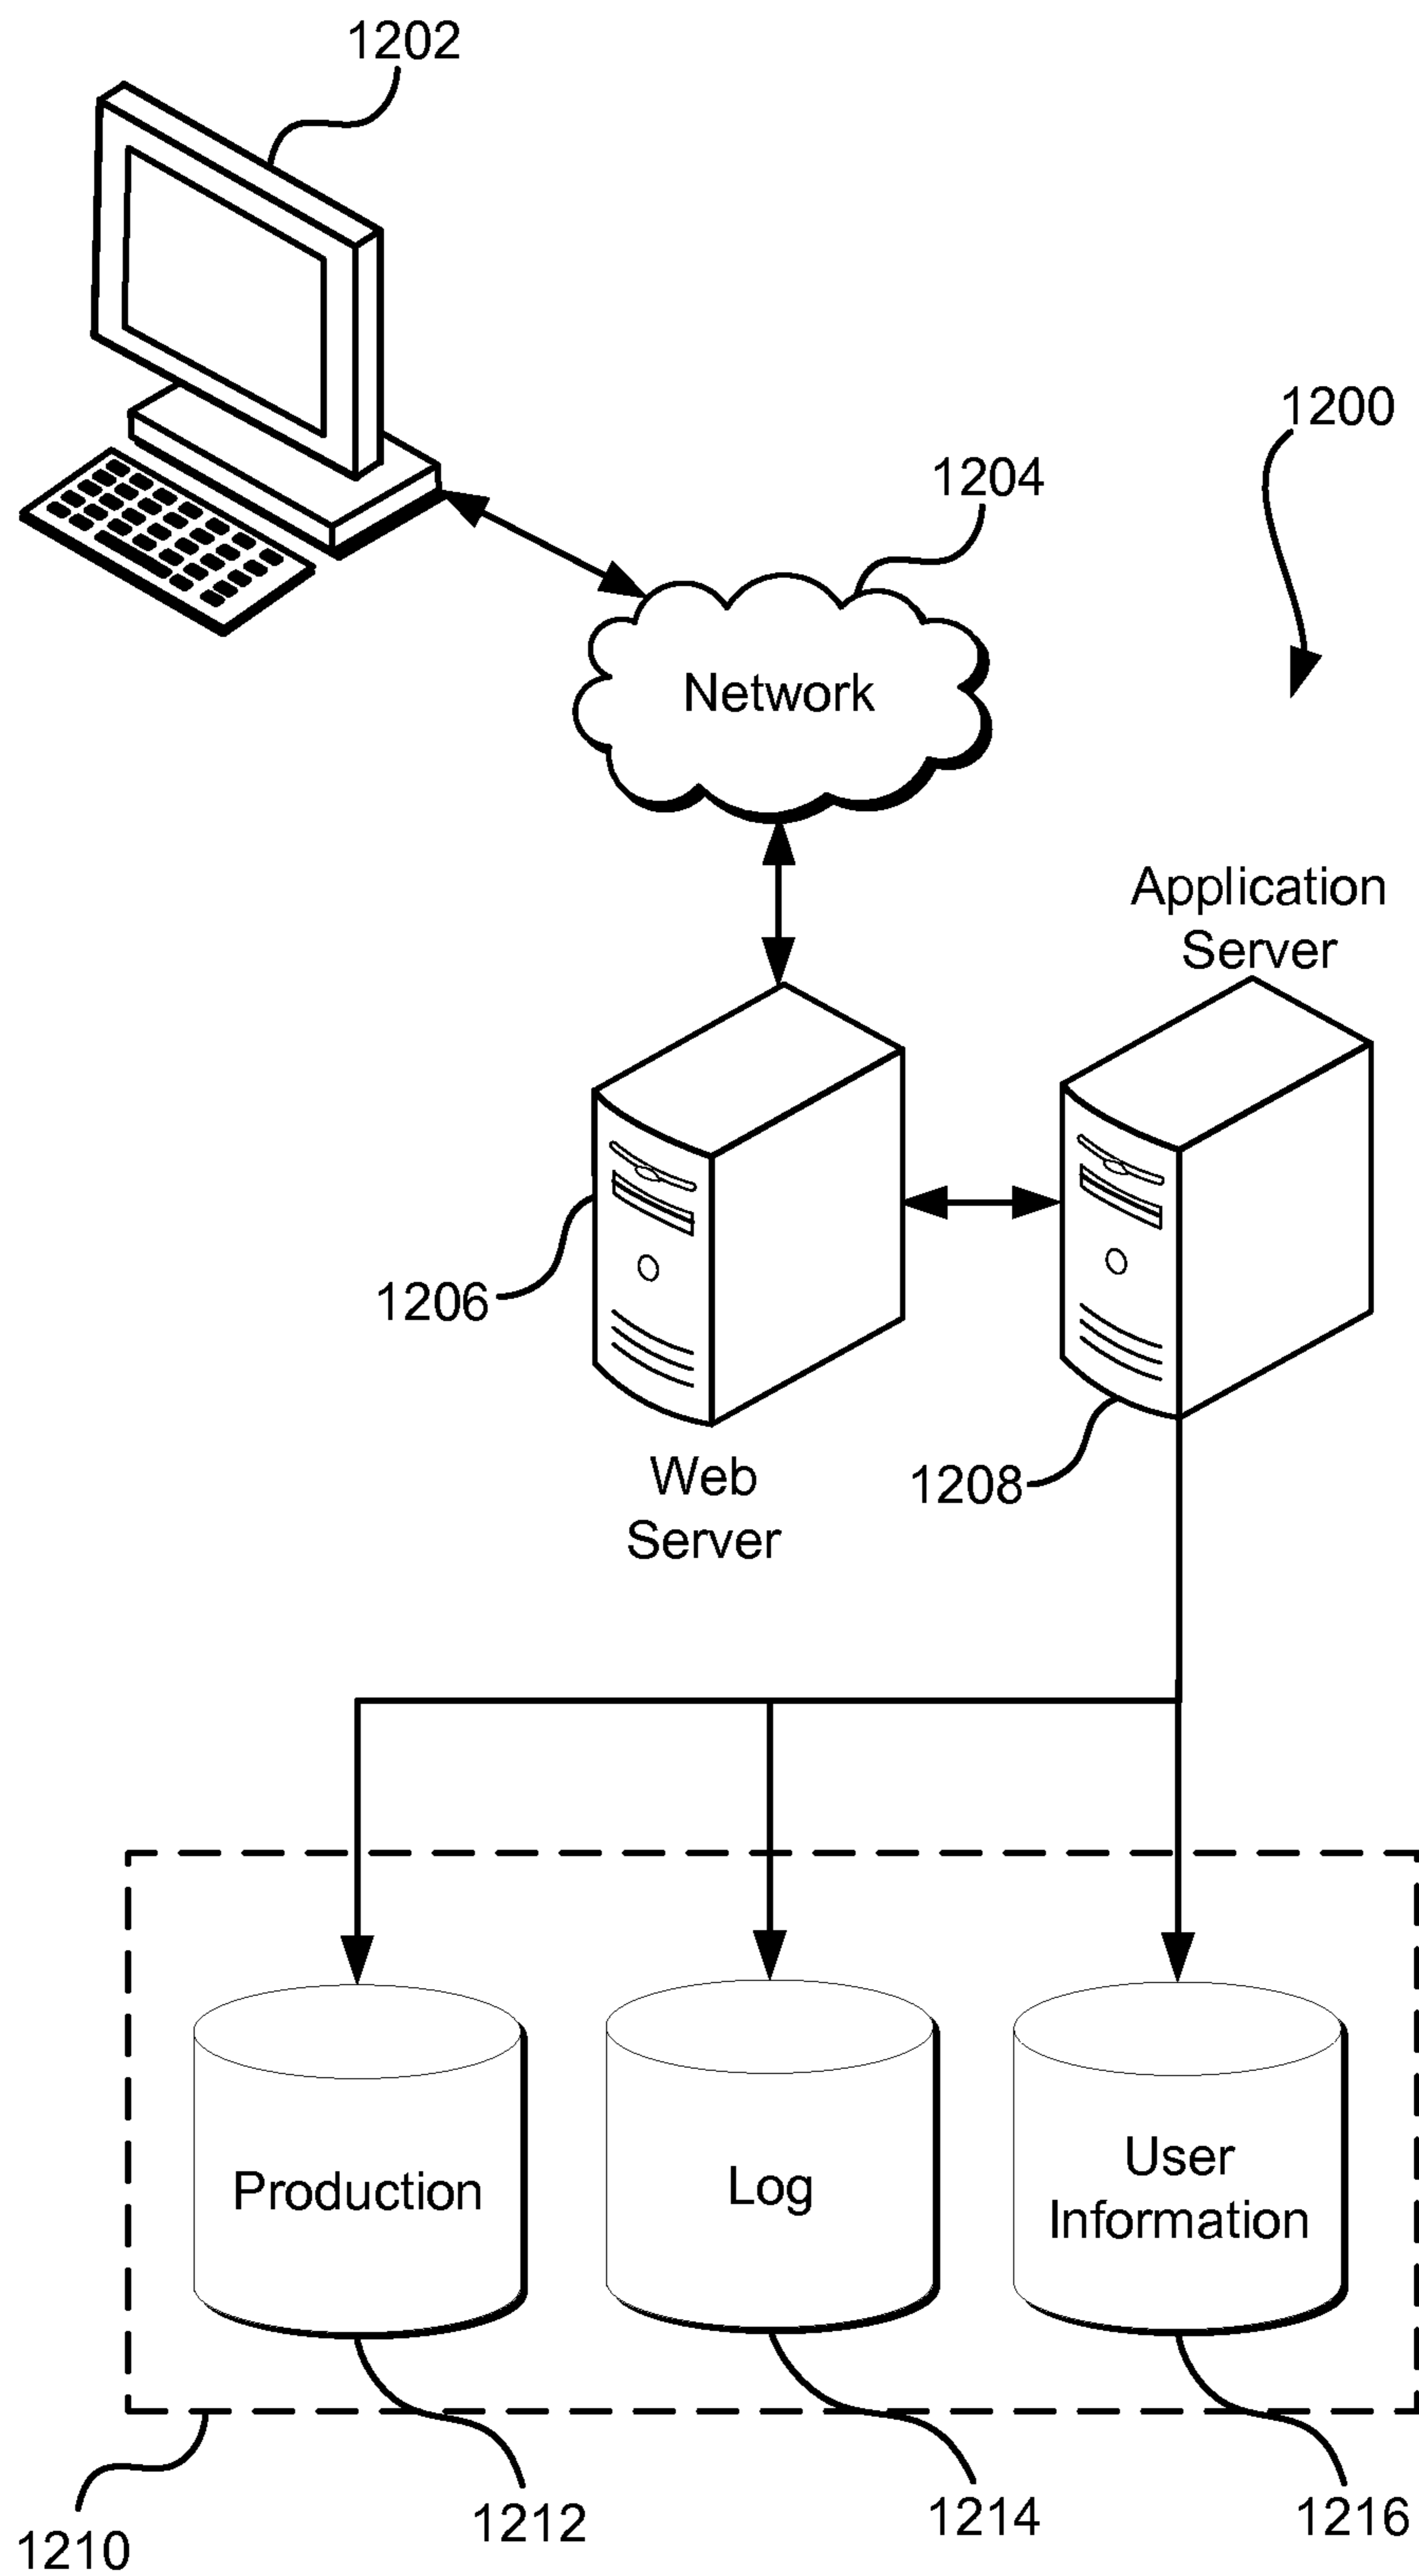 1202
1200
1204
Network
Application
Server
1206
Web
Server
1208
Production
Log
User
Information
1210
1212
1214
1216